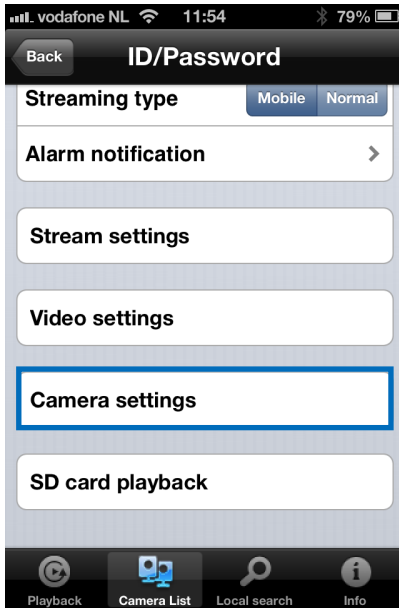 vodafone NL 11:54 79%
Back ID/Password
Streaming type Mobile Normal
Alarm notification
Stream settings
Video settings
Camera settings
SD card playback
Playback Camera List Local search Info